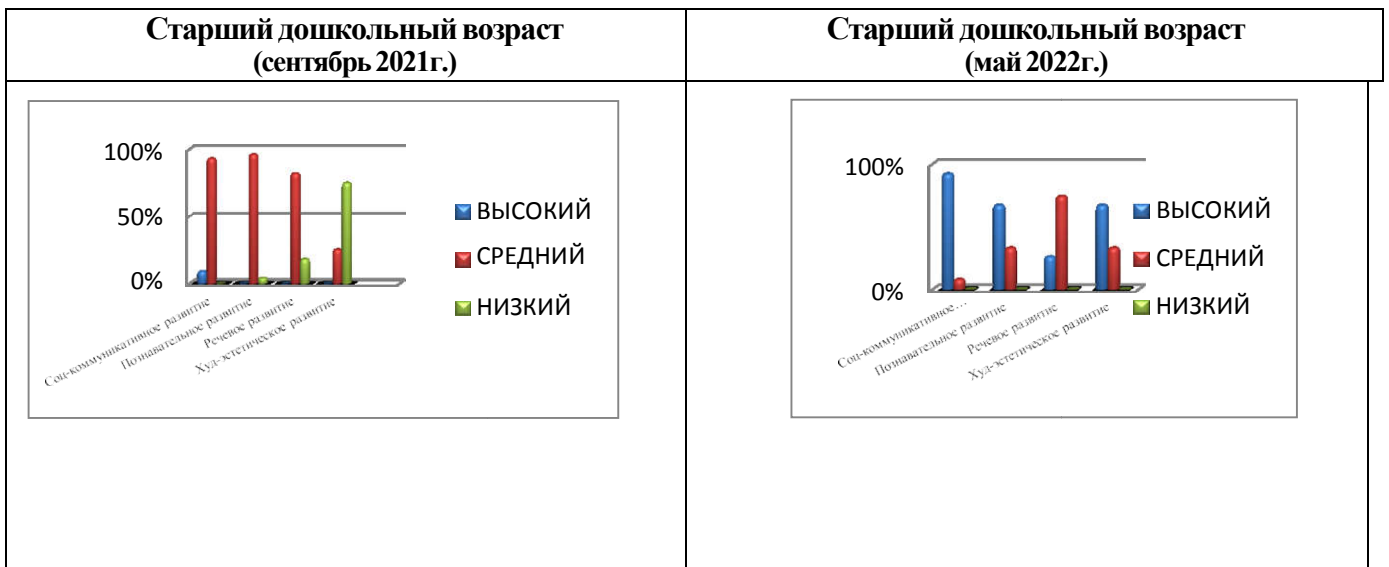 Старший дошкольный возраст
(сентябрь 2021г.)
Старший дошкольный возраст
(май 2022г.)
100%
50%
0%
Соц-коммуникативное развитие
Познавательное развитие
Речевое развитие
Худ-эстетическое развитие
ВЫСОКИЙ
СРЕДНИЙ
НИЗКИЙ
100%
0%
Соц-коммуникативное…
Познавательное развитие
Речевое развитие
Худ-эстетическое развитие
ВЫСОКИЙ
СРЕДНИЙ
НИЗКИЙ